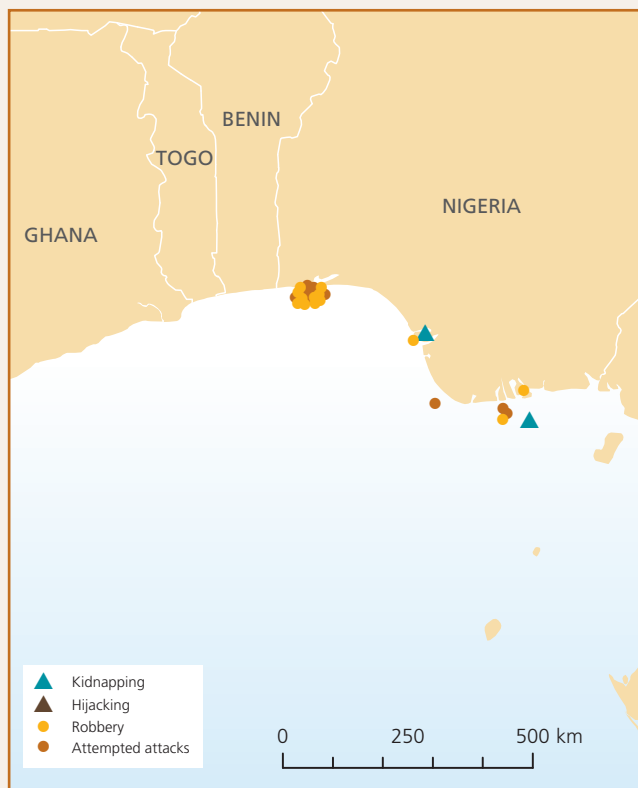 BENIN
TOGO
NIGERIA
GHANA
Kidnapping
Hijacking
Robbery
Attempted attacks
0 250 500 km